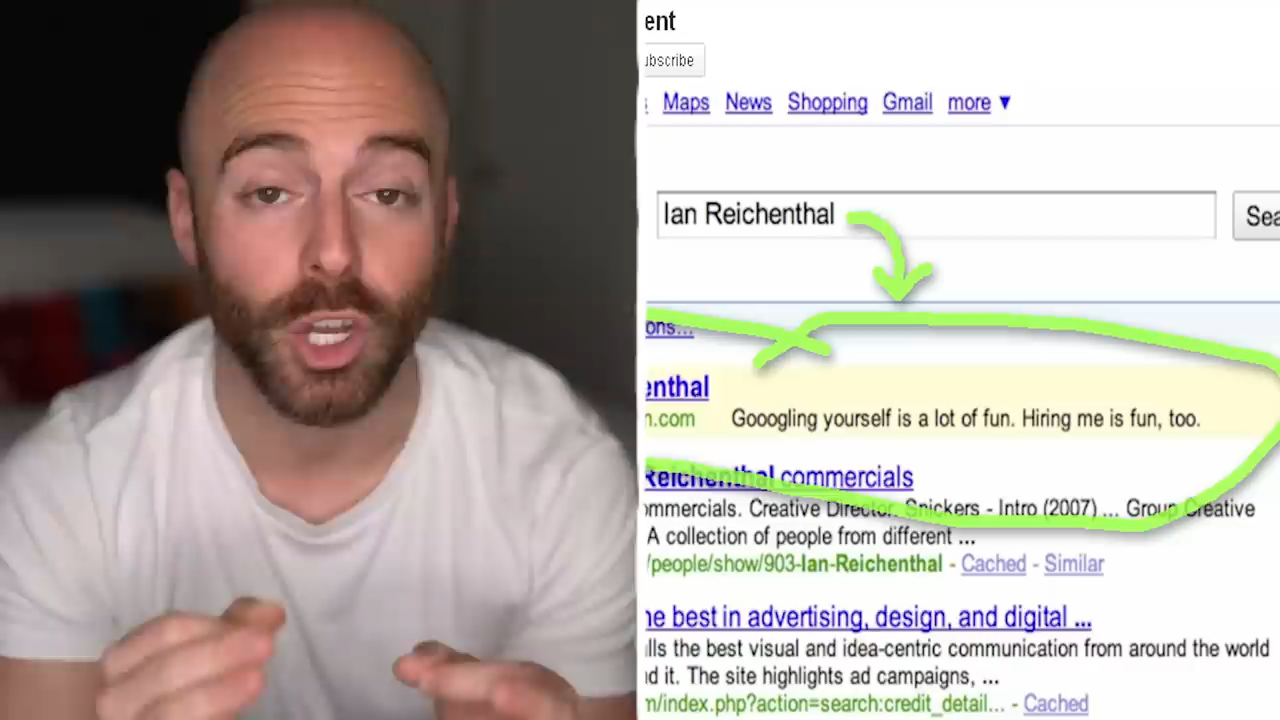 ent
ubscribe
Maps News Shopping Gmail more ▼
Ian Reichenthal
Sea
ons...
enthal
n.com Gooogling yourself is a lot of fun. Hiring me is fun, too.
Reichenthal commercials
ommercials. Creative Director. Snickers - Intro (2007) ... Group Creative
A collection of people from different ...
/people/show/903-Ian-Reichenthal - Cached - Similar
he best in advertising, design, and digital ...
lls the best visual and idea-centric communication from around the world
d it. The site highlights ad campaigns, ...
m/index.php?action=search:credit_detail... - Cached